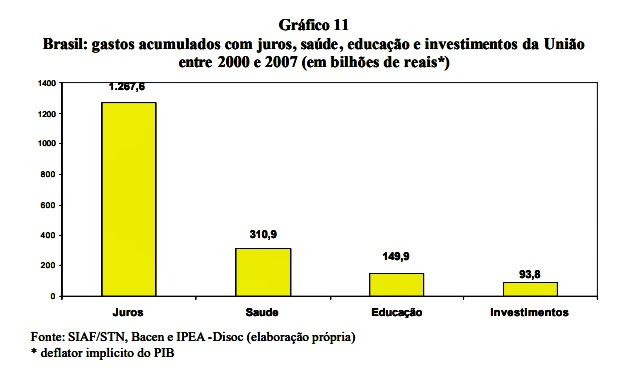 Gráfico 11
Brasil: gastos acumulados com juros, saúde, educação e investimentos da União
entre 2000 e 2007 (em bilhões de reais*)
1400
1200
1000
800
600
400
200
0
1.267,6
310,9
149,9
93,8
Juros Saude Educação Investimentos
Fonte: SIAF/STN, Bacen e IPEA -Disoc (elaboração própria)
* deflator implícito do PIB